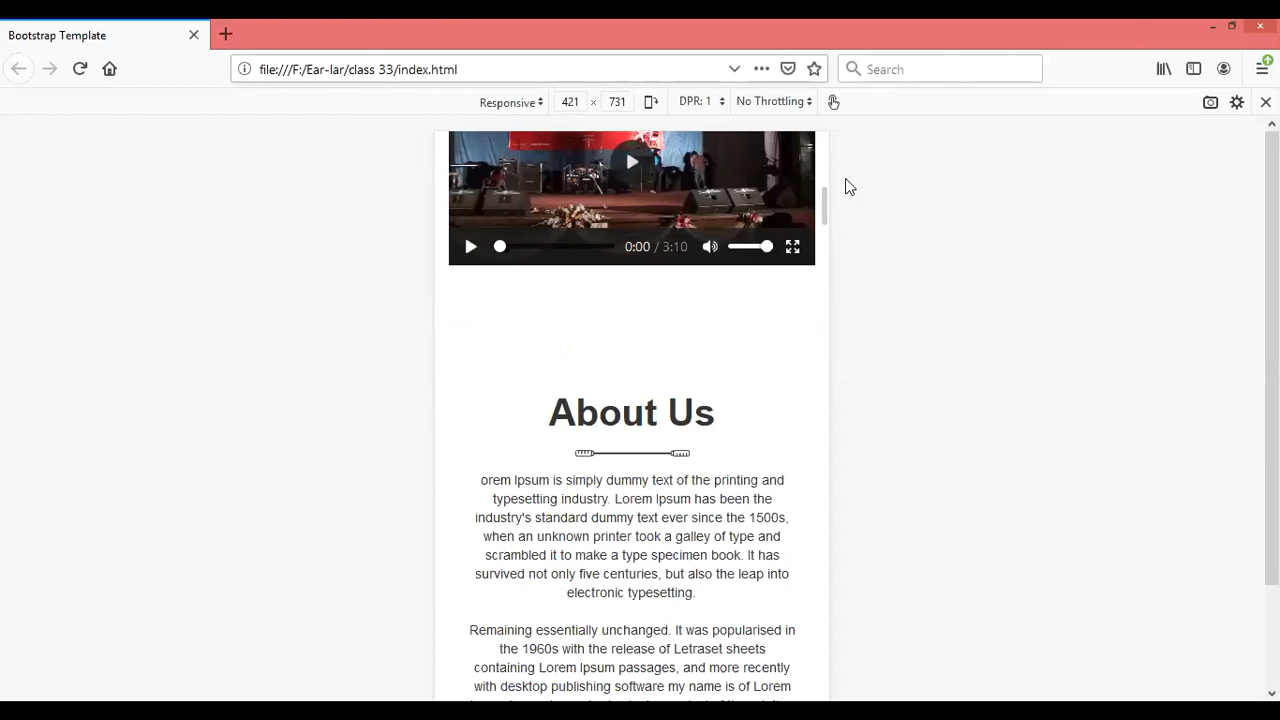 Bootstrap Template
file:///F:/Ear-lar/class 33/index.html
Search
Responsive 421 × 731 DPR: 1 No Throttling
0:00 / 3:10
About Us
orem Ipsum is simply dummy text of the printing and
typesetting industry. Lorem Ipsum has been the
industry's standard dummy text ever since the 1500s,
when an unknown printer took a galley of type and
scrambled it to make a type specimen book. It has
survived not only five centuries, but also the leap into
electronic typesetting.
Remaining essentially unchanged. It was popularised in
the 1960s with the release of Letraset sheets
containing Lorem Ipsum passages, and more recently
with desktop publishing software my name is of Lorem